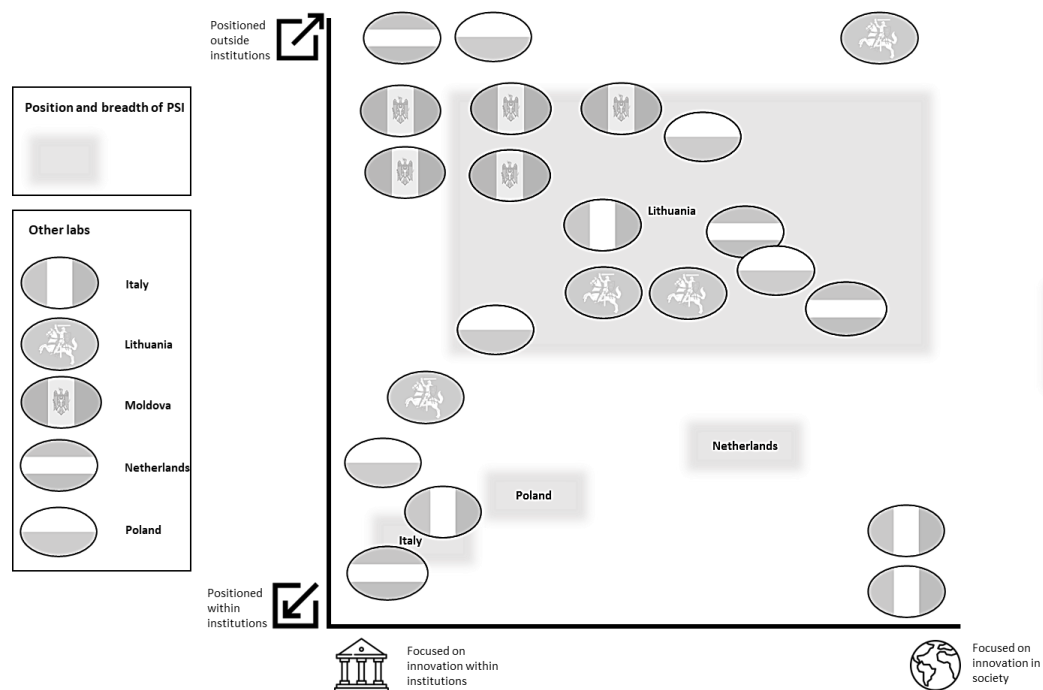 Positioned
outside
institutions
Position and breadth of PSI
Other labs
Italy
Lithuania
Moldova
Netherlands
Poland
Lithuania
Netherlands
Poland
Italy
Positioned
within
institutions
Focused on
innovation within
institutions
Focused on
innovation in
society